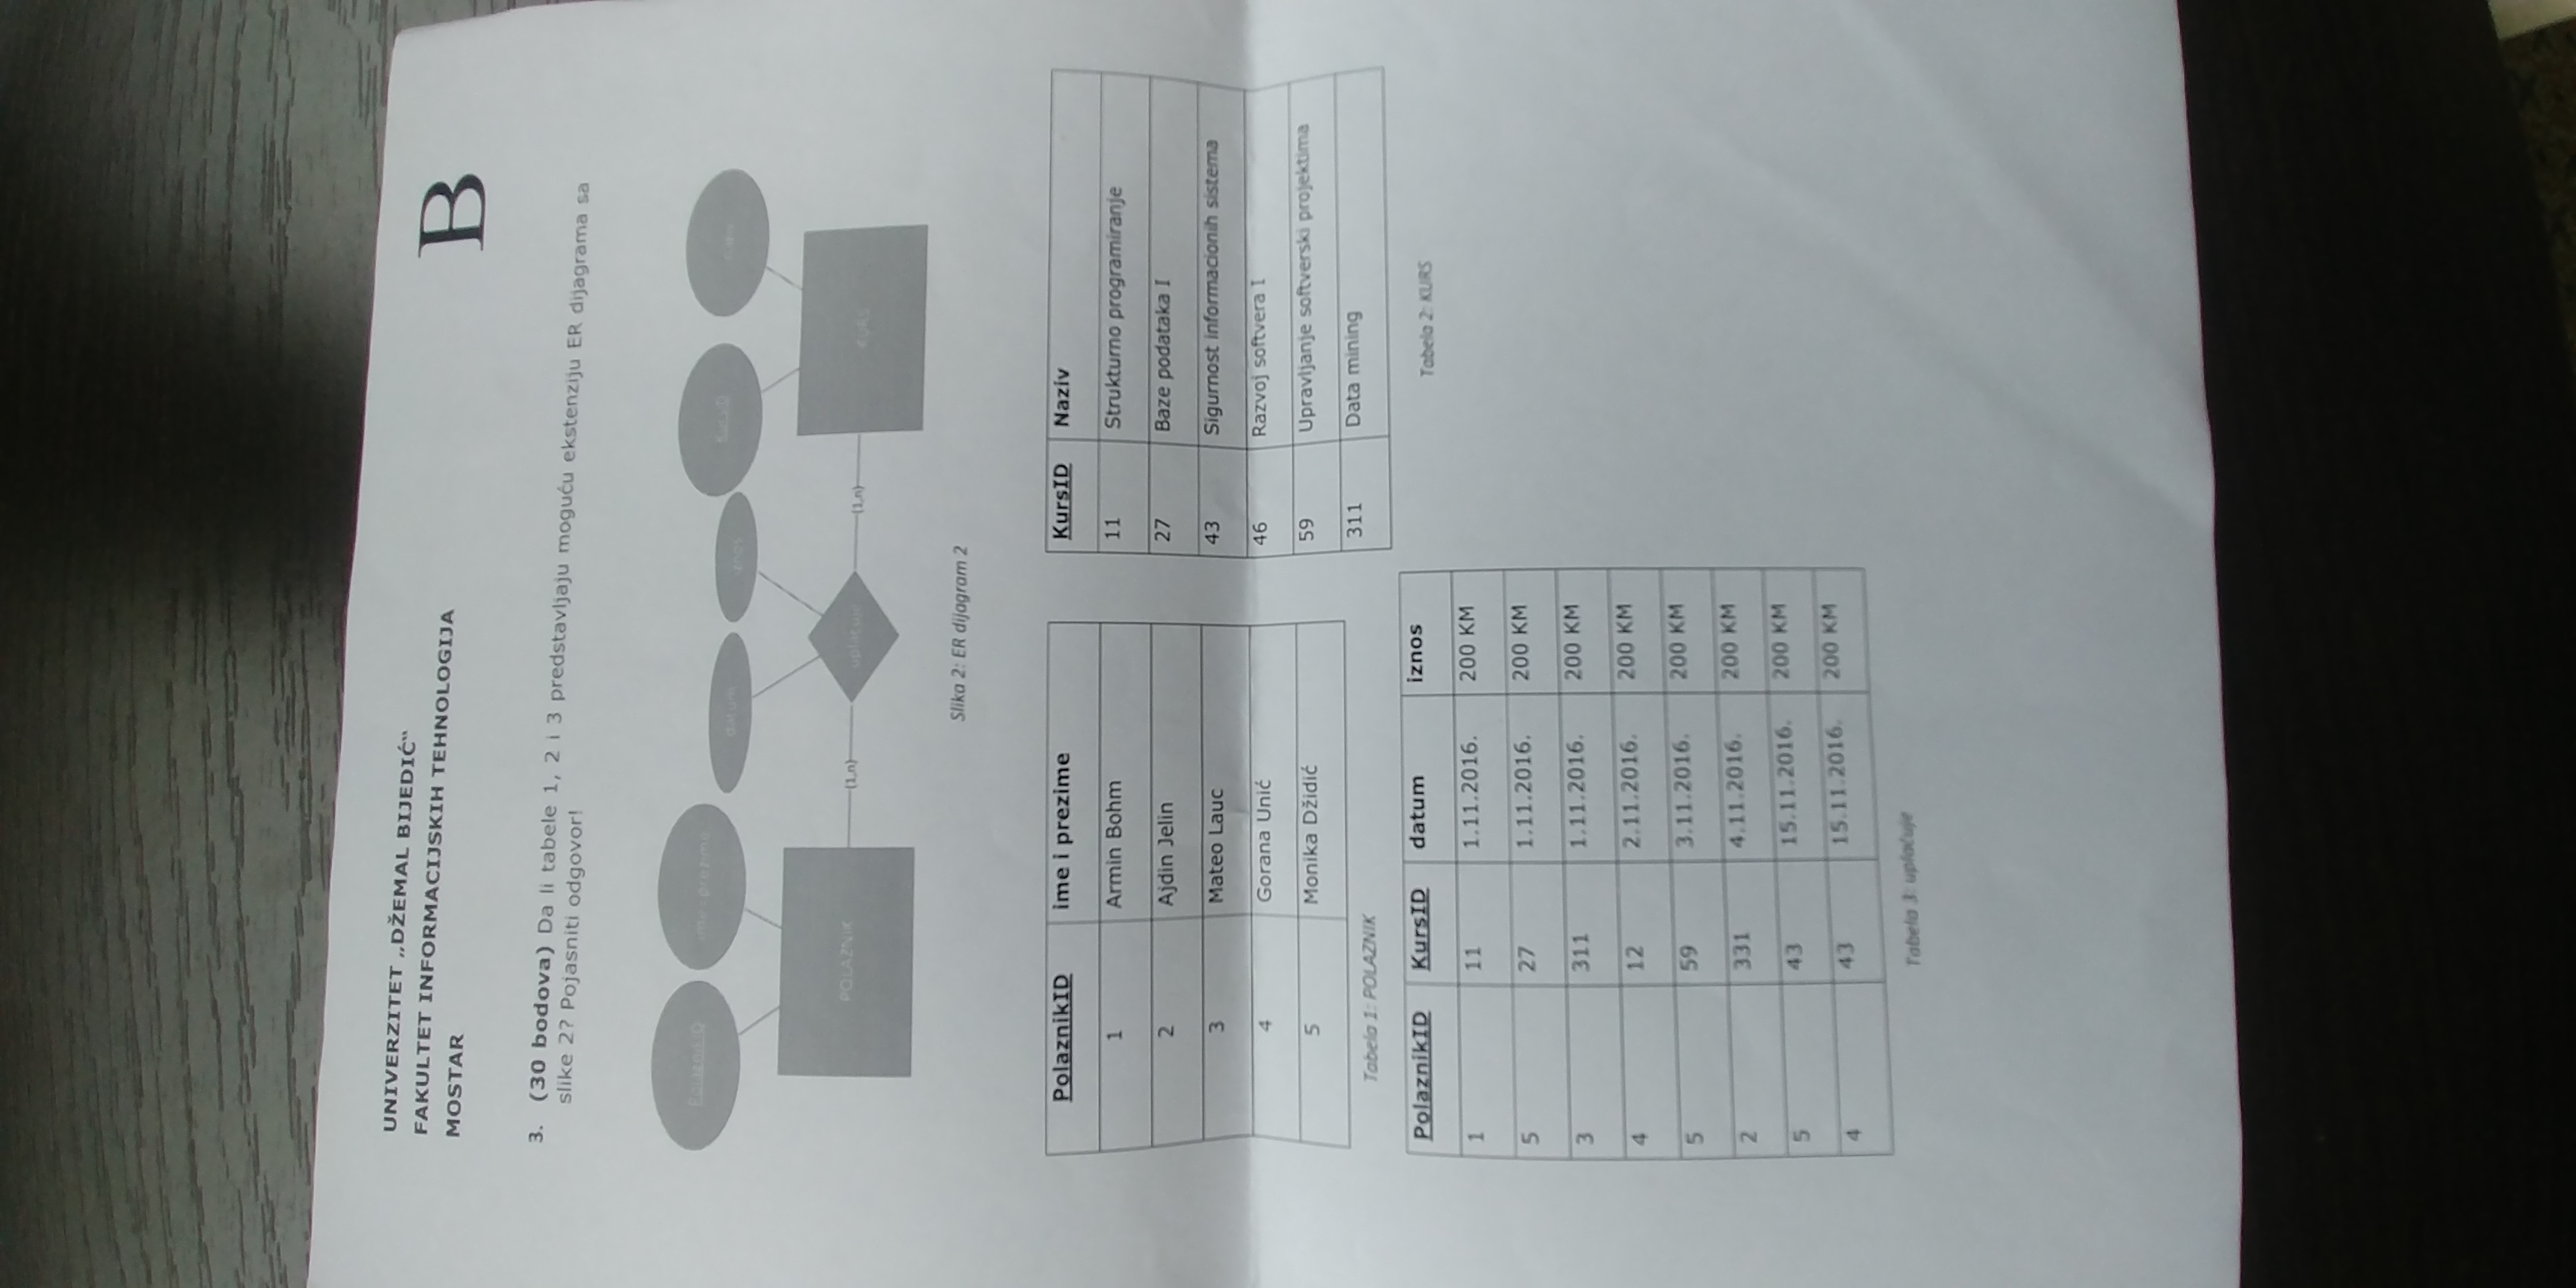 UNIVERZITET „DŽEMAL BIJEDIĆ"
FAKULTET INFORMACIJSKIH TEHNOLOGIJA
MOSTAR
B
3. (30 bodova) Da li tabele 1, 2 i 3 predstavljaju moguću ekstenziju ER dijagrama sa
slike 2? Pojasniti odgovor!
PolaznikID ime i prezime datum iznos KursID
POLAZNIK (1,n) (1,n) KURS
Slika 2: ER dijagram 2
PolaznikID ime i prezime
1 Armin Bohm
2 Ajdin Jelin
3 Mateo Lauc
4 Gorana Unić
5 Monika Džidić
Tabela 1: POLAZNIK
KursID Naziv
11 Strukturno programiranje
27 Baze podataka I
43 Sigurnost informacionih sistema
46 Razvoj softvera I
59 Upravljanje softverski projektima
311 Data mining
Tabela 2: KURS
PolaznikID KursID datum iznos
1 11 1.11.2016. 200 KM
5 27 1.11.2016. 200 KM
3 311 1.11.2016. 200 KM
4 12 2.11.2016. 200 KM
5 59 3.11.2016. 200 KM
2 331 4.11.2016. 200 KM
5 43 15.11.2016. 200 KM
4 43 15.11.2016. 200 KM
Tabela 3: uplaćuje